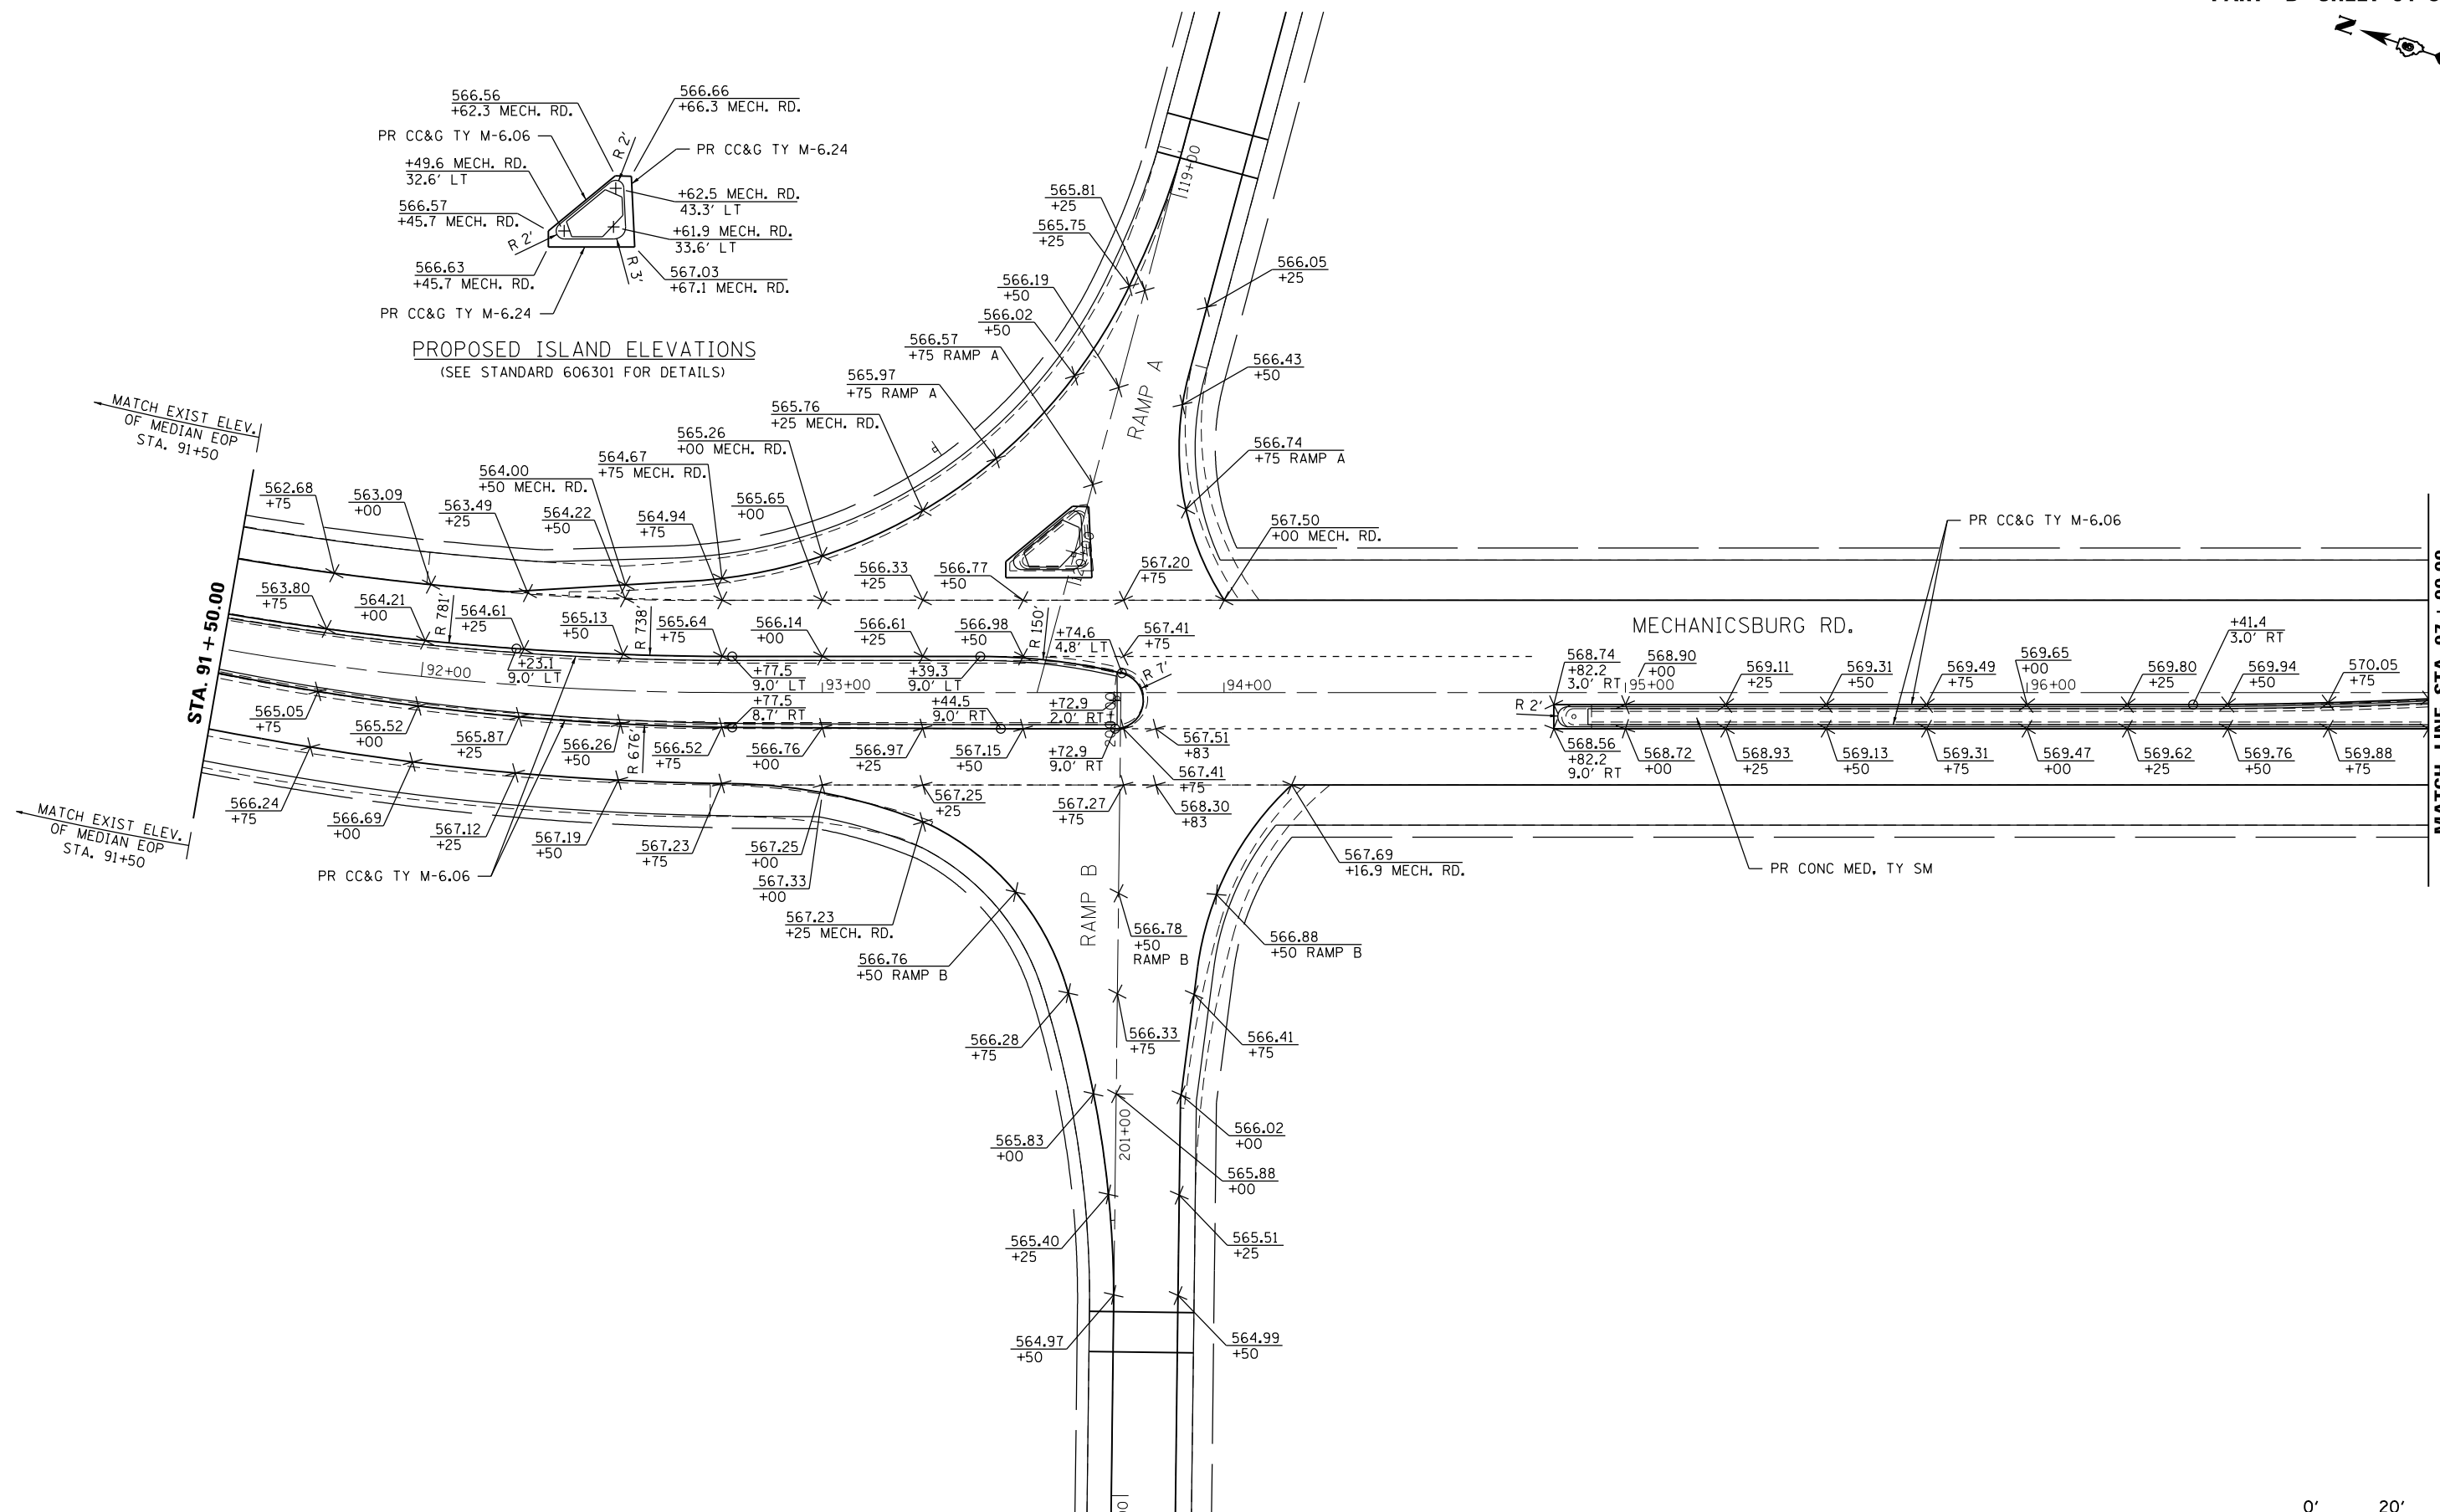 N
566.56
+62.3 MECH. RD.
566.66
+66.3 MECH. RD.
PR CC&G TY M-6.06
R 2'
PR CC&G TY M-6.24
+49.6 MECH. RD.
32.6' LT
+62.5 MECH. RD.
43.3' LT
566.57
+45.7 MECH. RD.
+61.9 MECH. RD.
33.6' LT
R 2'
R 3'
566.63
+45.7 MECH. RD.
567.03
+67.1 MECH. RD.
PR CC&G TY M-6.24
PROPOSED ISLAND ELEVATIONS
(SEE STANDARD 606301 FOR DETAILS)
119+00
565.81
+25
565.75
+25
566.19
+50
566.02
+50
566.57
+75 RAMP A
565.97
+75 RAMP A
565.76
+25 MECH. RD.
565.26
+00 MECH. RD.
564.67
+75 MECH. RD.
564.00
+50 MECH. RD.
566.05
+25
566.43
+50
566.74
+75 RAMP A
567.50
+00 MECH. RD.
RAMP A
MATCH EXIST ELEV.
OF MEDIAN EOP
STA. 91+50
562.68
+75
563.09
+00
563.49
+25
564.22
+50
564.94
+75
565.65
+00
566.33
+25
566.77
+50
567.20
+75
STA. 91+50.00
563.80
+75
564.21
+00
R 781'
564.61
+25
565.13
+50
R 738'
565.64
+75
566.14
+00
566.61
+25
566.98
+50
R 150'
+74.6
4.8' LT
567.41
+75
R 7'
92+00
+23.1
9.0' LT
+77.5
9.0' LT
93+00
+39.3
9.0' LT
94+00
+77.5
8.7' RT
+44.5
9.0' RT
+72.9
2.0' RT
+72.9
9.0' RT
565.05
+75
565.52
+00
565.87
+25
566.26
+50
R 676'
566.52
+75
566.76
+00
566.97
+25
567.15
+50
567.51
+83
567.41
+75
566.24
+75
566.69
+00
567.12
+25
567.19
+50
567.23
+75
567.25
+00
567.33
+00
567.25
+25
567.27
+75
568.30
+83
567.23
+25 MECH. RD.
MATCH EXIST ELEV.
OF MEDIAN EOP
STA. 91+50
PR CC&G TY M-6.06
PR CC&G TY M-6.06
MECHANICSBURG RD.
568.74
+82.2
3.0' RT
568.90
+00
95+00
569.11
+25
569.31
+50
569.49
+75
569.65
+00
96+00
569.80
+25
+41.4
3.0' RT
569.94
+50
570.05
+75
R 2'
568.56
+82.2
9.0' RT
568.72
+00
568.93
+25
569.13
+50
569.31
+75
569.47
+00
569.62
+25
569.76
+50
569.88
+75
PR CONC MED, TY SM
567.69
+16.9 MECH. RD.
RAMP B
566.76
+50 RAMP B
566.78
+50
RAMP B
566.88
+50 RAMP B
566.28
+75
566.33
+75
566.41
+75
565.83
+00
201+00
566.02
+00
565.88
+00
565.40
+25
565.51
+25
564.97
+50
564.99
+50
0' 20'